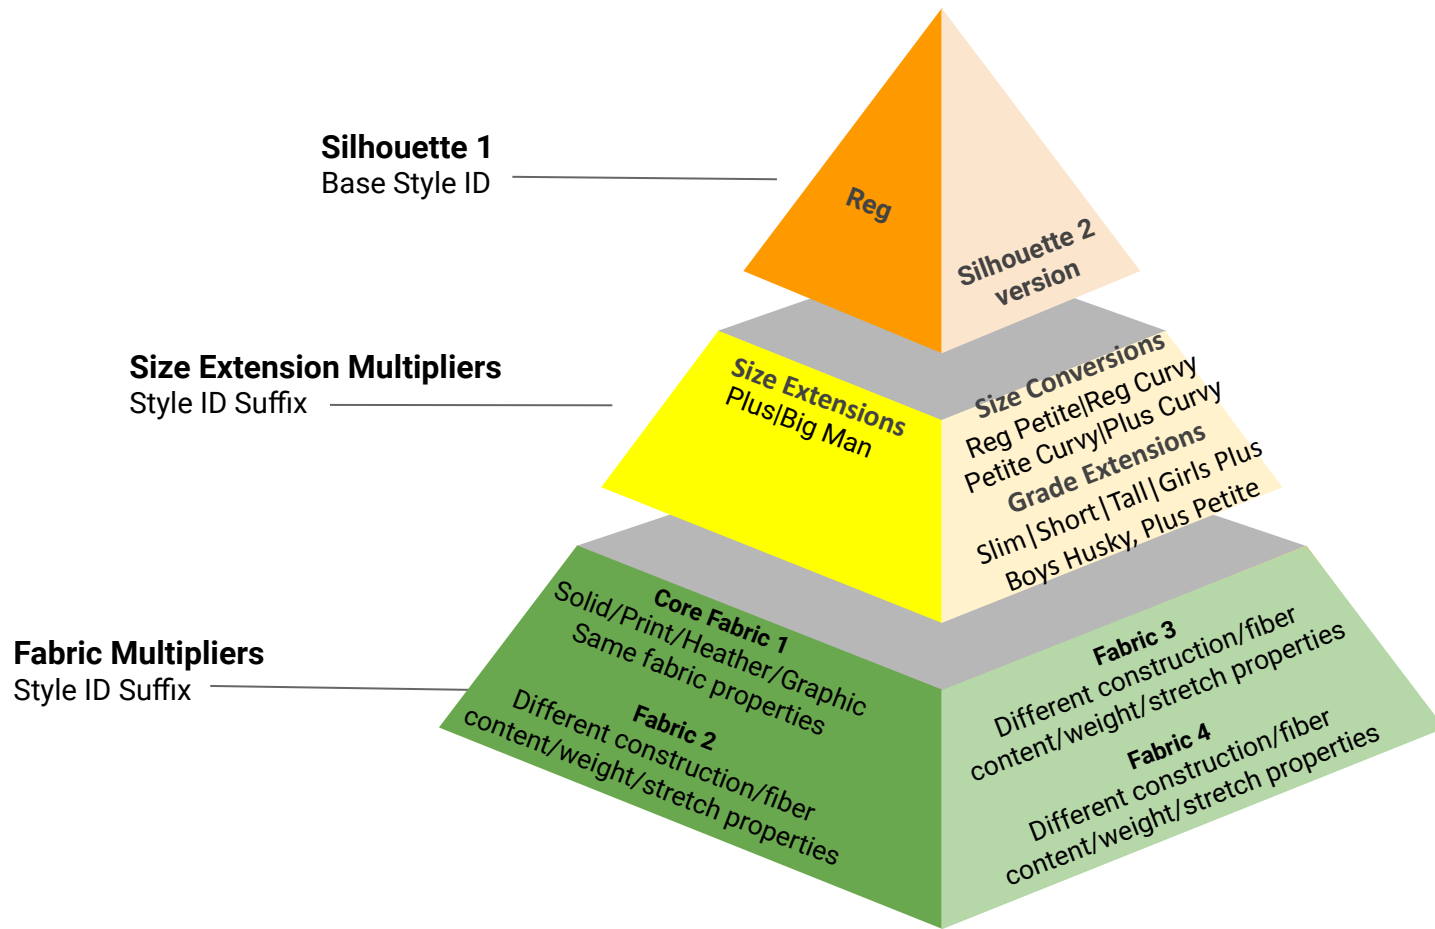 Silhouette 1
Base Style ID
Reg
Silhouette 2
version
Size Extension Multipliers
Style ID Suffix
Size Extensions
Plus|Big Man
Size Conversions
Reg Petite|Reg Curvy
Petite Curvy|Plus Curvy
Grade Extensions
Slim|Short|Tall|Girls Plus
Boys Husky, Plus Petite
Fabric Multipliers
Style ID Suffix
Core Fabric 1
Solid/Print/Heather/Graphic
Same fabric properties
Fabric 2
Different construction/fiber
content/weight/stretch properties
Fabric 3
Different construction/fiber
content/weight/stretch properties
Fabric 4
Different construction/fiber
content/weight/stretch properties